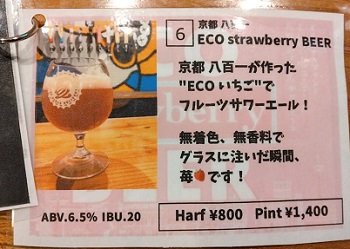 6
京都 八百一
ECO strawberry BEER
京都 八百一が作った
"ECO いちご"で
フルーツサワーエール!
無着色、無香料で
グラスに注いだ瞬間、
苺🍓です!
ABV.6.5% IBU.20
Harf ¥800 Pint ¥1,400